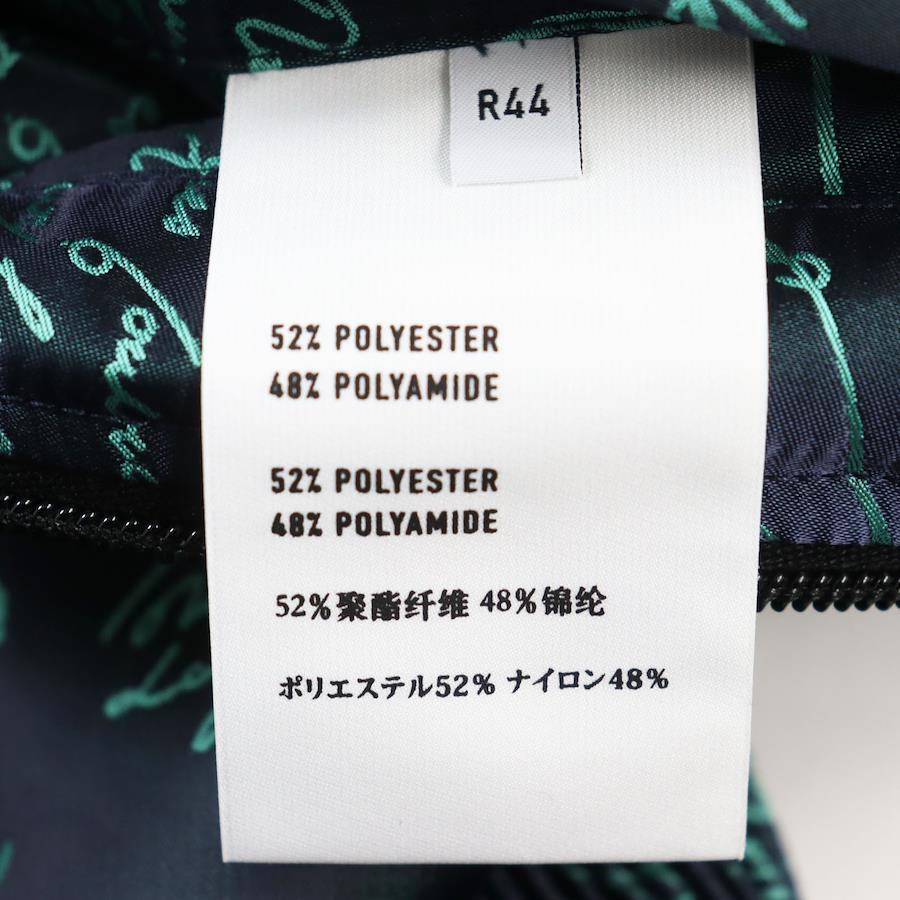 R44
52% POLYESTER
48% POLYAMIDE
52% POLYESTER
48% POLYAMIDE
52%聚酯纤维 48%锦纶
ポリエステル52% ナイロン48%